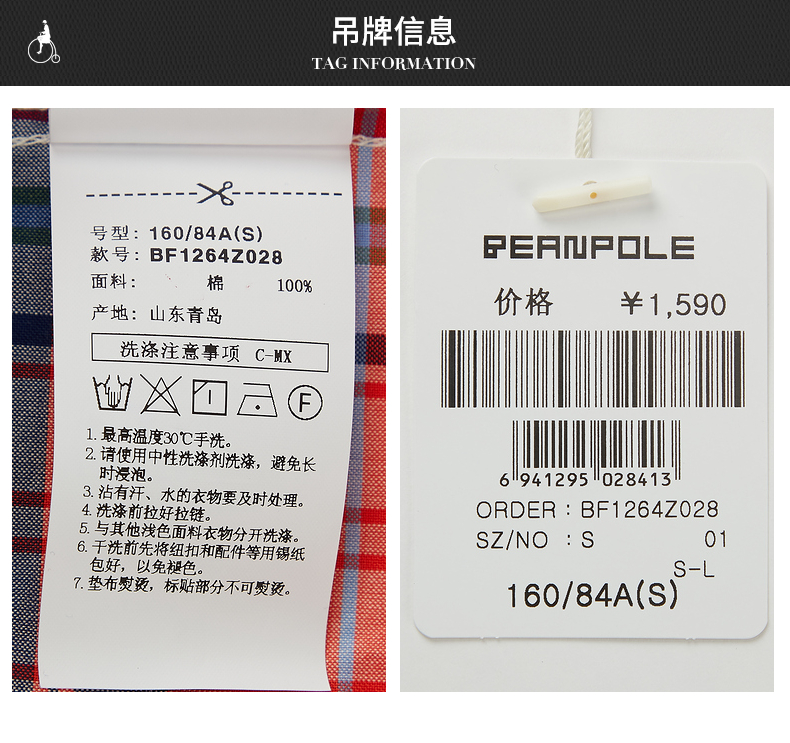 吊牌信息
TAG INFORMATION
号型: 160/84A(S)
款号: BF1264Z028
面料: 棉 100%
产地: 山东青岛
洗涤注意事项 C-MX
F
1. 最高温度30℃手洗。
2. 请使用中性洗涤剂洗涤，避免长
时浸泡。
3. 沾有汗、水的衣物要及时处理。
4. 洗涤前拉好拉链。
5. 与其他浅色面料衣物分开洗涤。
6. 干洗前先将纽扣和配件等用锡纸
包好，以免褪色。
7. 垫布熨烫，标贴部分不可熨烫。
BEANPOLE
价格 ￥1,590
6 941295 028413
ORDER : BF1264Z028
SZ/NO : S 01
S-L
160/84A(S)